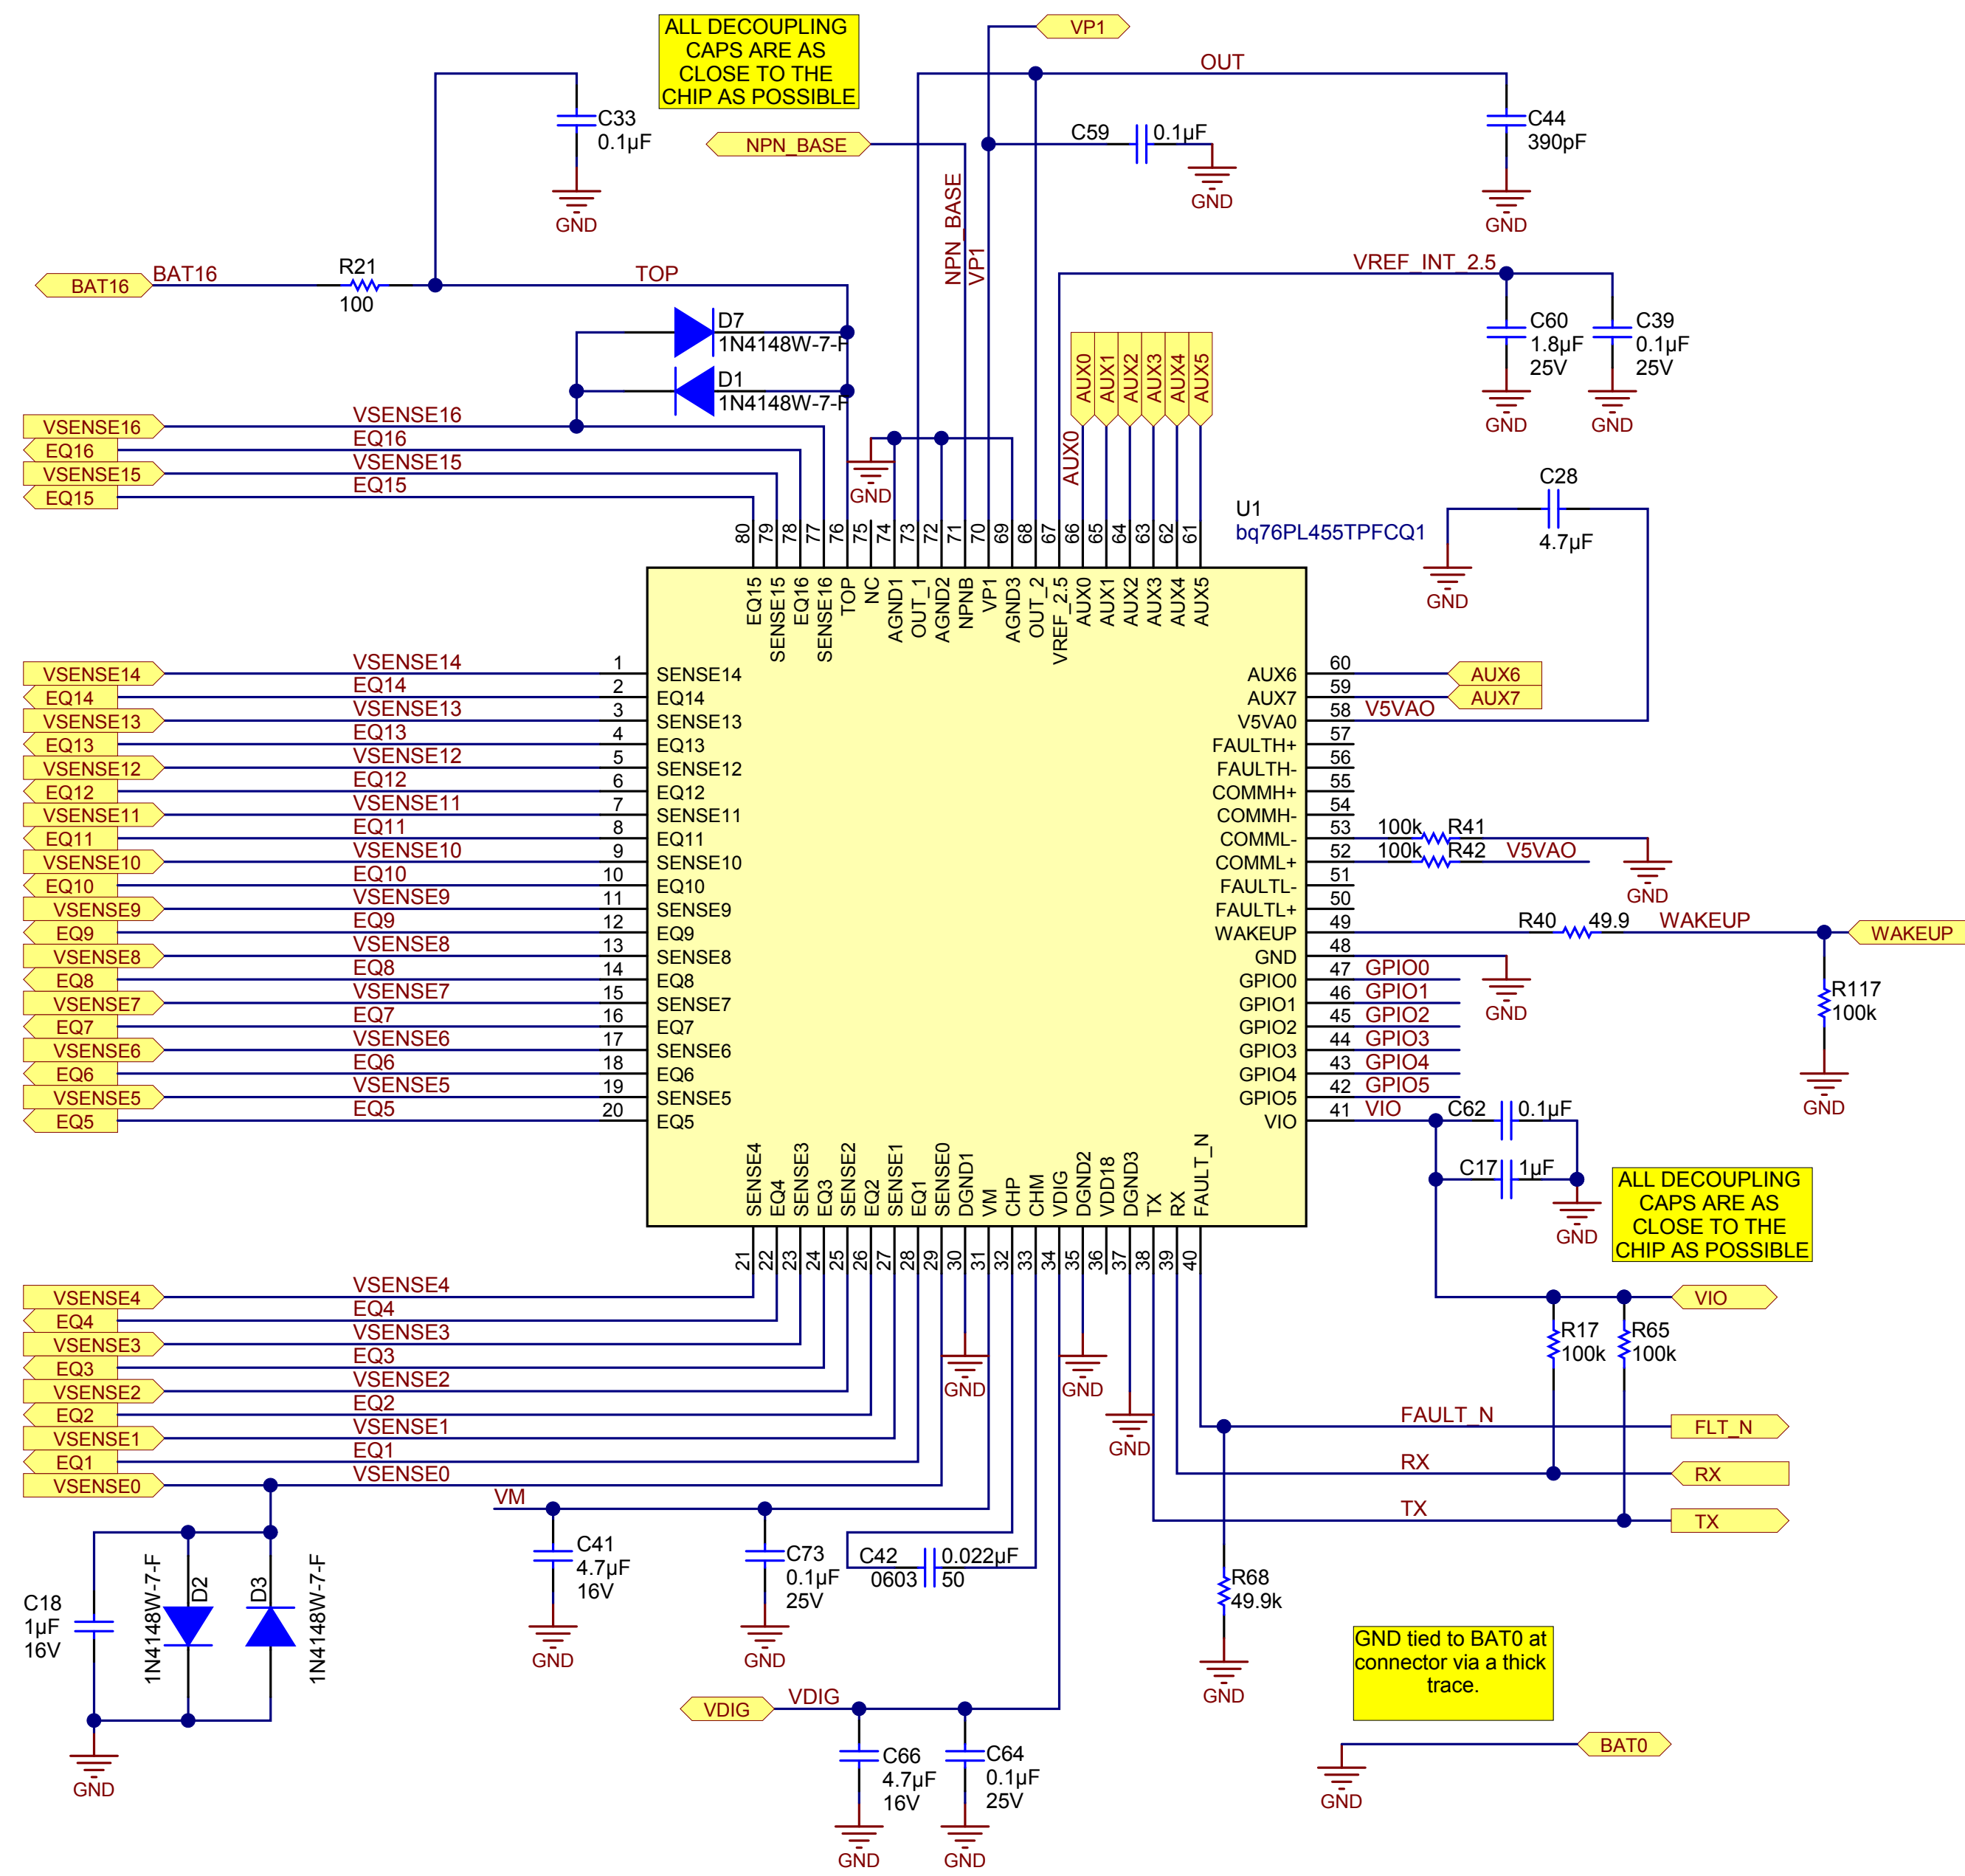 ALL DECOUPLING
CAPS ARE AS
CLOSE TO THE
CHIP AS POSSIBLE
VP1
OUT
C33
0.1µF
GND
NPN_BASE
C59
0.1µF
GND
C44
390pF
GND
NPN_BASE
VP1
BAT16
BAT16
R21
100
TOP
VREF_INT_2.5
D7
1N4148W-7-F
D1
1N4148W-7-F
C60
1.8µF
25V
GND
C39
0.1µF
25V
GND
AUX0
AUX1
AUX2
AUX3
AUX4
AUX5
AUX0
VSENSE16
VSENSE16
EQ16
EQ16
VSENSE15
VSENSE15
EQ15
EQ15
GND
C28
4.7µF
GND
U1
bq76PL455TPFCQ1
80
79
78
77
76
75
74
73
72
71
70
69
68
67
66
65
64
63
62
61
EQ15
SENSE15
EQ16
SENSE16
TOP
NC
AGND1
OUT_1
AGND2
NPNB
VP1
AGND3
OUT_2
VREF_2.5
AUX0
AUX1
AUX2
AUX3
AUX4
AUX5
VSENSE14 VSENSE14 1 SENSE14
EQ14 EQ14 2 EQ14
VSENSE13 VSENSE13 3 SENSE13
EQ13 EQ13 4 EQ13
VSENSE12 VSENSE12 5 SENSE12
EQ12 EQ12 6 EQ12
VSENSE11 VSENSE11 7 SENSE11
EQ11 EQ11 8 EQ11
VSENSE10 VSENSE10 9 SENSE10
EQ10 EQ10 10 EQ10
VSENSE9 VSENSE9 11 SENSE9
EQ9 EQ9 12 EQ9
VSENSE8 VSENSE8 13 SENSE8
EQ8 EQ8 14 EQ8
VSENSE7 VSENSE7 15 SENSE7
EQ7 EQ7 16 EQ7
VSENSE6 VSENSE6 17 SENSE6
EQ6 EQ6 18 EQ6
VSENSE5 VSENSE5 19 SENSE5
EQ5 EQ5 20 EQ5
AUX6 60 AUX6
AUX7 59 AUX7
V5VA0 58 V5VAO
FAULTH+ 57
FAULTH- 56
COMMH+ 55
COMMH- 54
COMML- 53 100k R41
COMML+ 52 100k R42 V5VAO
GND
FAULTL- 51
FAULTL+ 50
WAKEUP 49 R40 49.9 WAKEUP WAKEUP
GND 48
GND
GPIO0 47 GPIO0
GPIO1 46 GPIO1
GPIO2 45 GPIO2
GPIO3 44 GPIO3
GPIO4 43 GPIO4
GPIO5 42 GPIO5
VIO 41 VIO
R117
100k
GND
C62 0.1µF
C17 1µF
GND
ALL DECOUPLING
CAPS ARE AS
CLOSE TO THE
CHIP AS POSSIBLE
SENSE4
EQ4
SENSE3
EQ3
SENSE2
EQ2
SENSE1
EQ1
SENSE0
DGND1
VM
CHP
CHM
VDIG
DGND2
VDD18
DGND3
TX
RX
FAULT_N
21
22
23
24
25
26
27
28
29
30
31
32
33
34
35
36
37
38
39
40
VSENSE4 VSENSE4
EQ4 EQ4
VSENSE3 VSENSE3
EQ3 EQ3
VSENSE2 VSENSE2
EQ2 EQ2
VSENSE1 VSENSE1
EQ1 EQ1
VSENSE0 VSENSE0
GND
GND
GND
VIO
R17
100k
R65
100k
FAULT_N FLT_N
RX RX
TX TX
VM
C41
4.7µF
16V
GND
C73
0.1µF
25V
GND
C42 0.022µF
0603 50
R68
49.9k
GND
C18
1µF
16V
1N4148W-7-F
D2
D3
1N4148W-7-F
GND
VDIG VDIG
C66
4.7µF
16V
GND
C64
0.1µF
25V
GND
GND tied to BAT0 at
connector via a thick
trace.
BAT0
GND